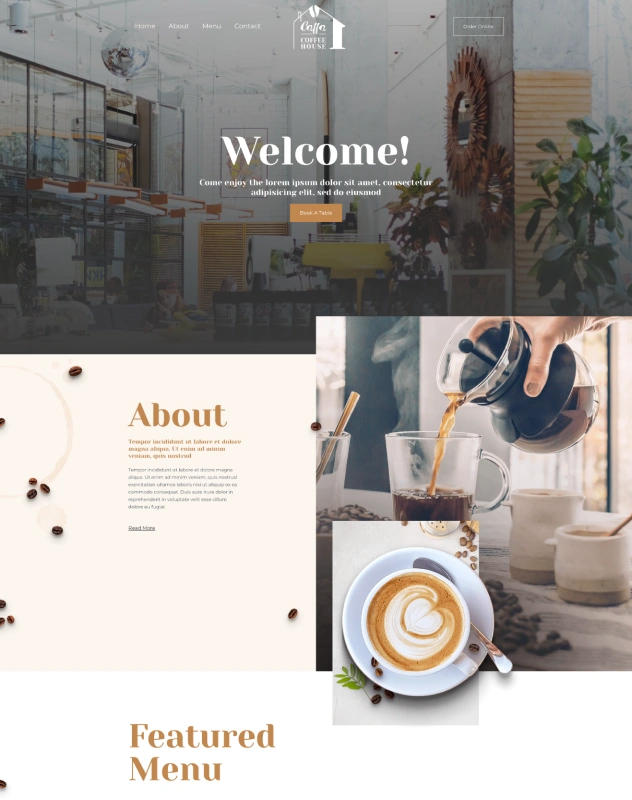 Home About Menu Contact
Caffa
COFFEE
HOUSE
Order Online
Welcome!
Come enjoy the lorem ipsum dolor sit amet, consectetur
adipisicing elit, sed do eiusmod
Book A Table
About
Tempor incididunt ut labore et dolore
magna aliqua. Ut enim ad minim
veniam, quis nostrud
Tempor incididunt ut labore et dolore magna
aliqua. Ut enim ad minim veniam, quis nostrud
exercitation ullamco laboris nisi ut aliquip ex ea
commodo consequat. Duis aute irure dolor in
reprehenderit in voluptate velit esse cillum
dolore eu fugiat
Read More
Featured
Menu